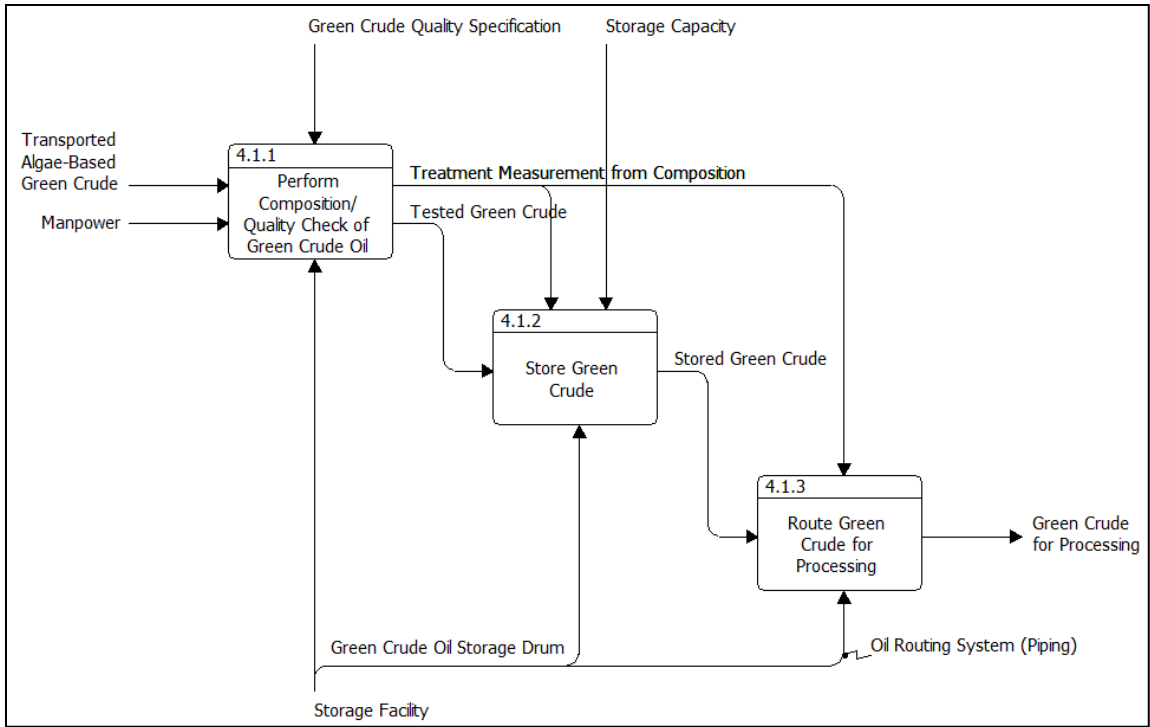 Green Crude Quality Specification
Storage Capacity
Transported
Algae-Based
Green Crude
Manpower
4.1.1
Perform
Composition/
Quality Check of
Green Crude Oil
Treatment Measurement from Composition
Tested Green Crude
4.1.2
Store Green
Crude
Stored Green Crude
4.1.3
Route Green
Crude for
Processing
Green Crude
for Processing
Green Crude Oil Storage Drum
Oil Routing System (Piping)
Storage Facility